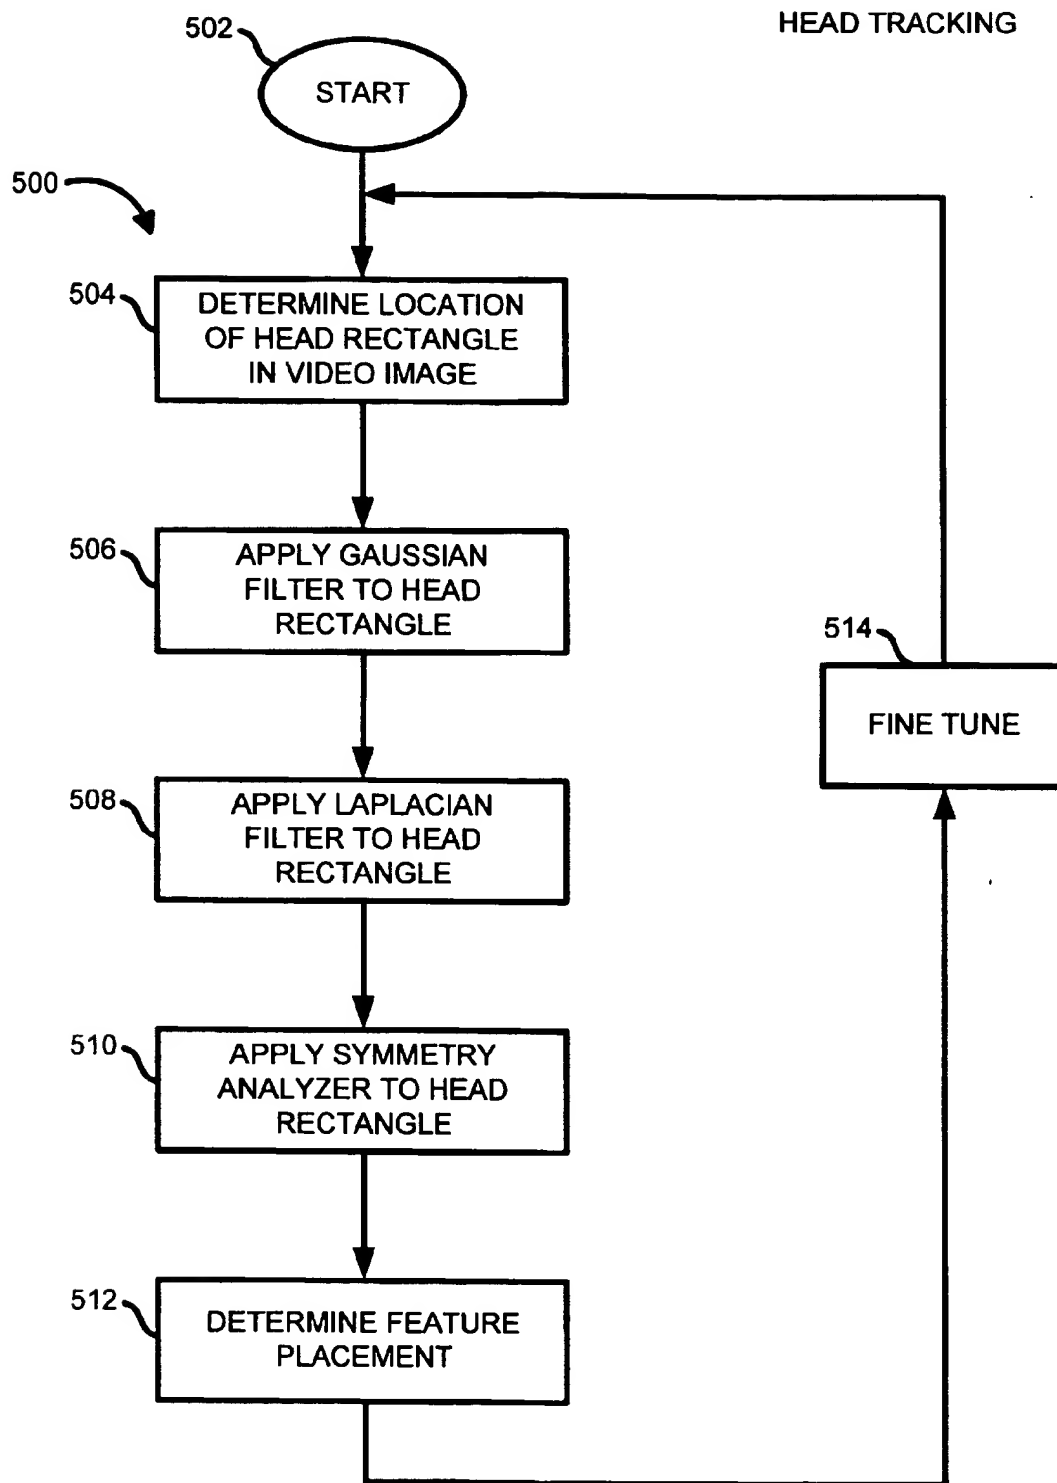 HEAD TRACKING
502
START
500
504
DETERMINE LOCATION
OF HEAD RECTANGLE
IN VIDEO IMAGE
506
APPLY GAUSSIAN
FILTER TO HEAD
RECTANGLE
514
FINE TUNE
508
APPLY LAPLACIAN
FILTER TO HEAD
RECTANGLE
510
APPLY SYMMETRY
ANALYZER TO HEAD
RECTANGLE
512
DETERMINE FEATURE
PLACEMENT